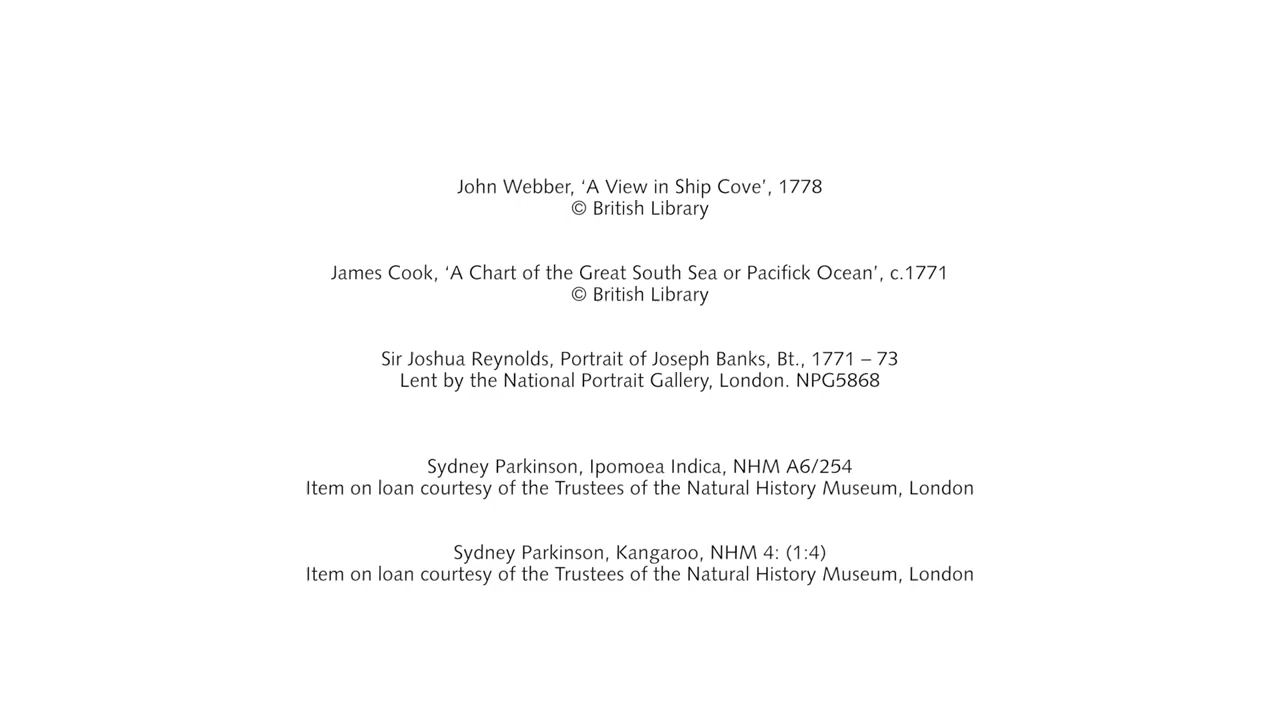 John Webber, ‘A View in Ship Cove’, 1778
© British Library
James Cook, ‘A Chart of the Great South Sea or Pacifick Ocean’, c.1771
© British Library
Sir Joshua Reynolds, Portrait of Joseph Banks, Bt., 1771 – 73
Lent by the National Portrait Gallery, London. NPG5868
Sydney Parkinson, Ipomoea Indica, NHM A6/254
Item on loan courtesy of the Trustees of the Natural History Museum, London
Sydney Parkinson, Kangaroo, NHM 4: (1:4)
Item on loan courtesy of the Trustees of the Natural History Museum, London